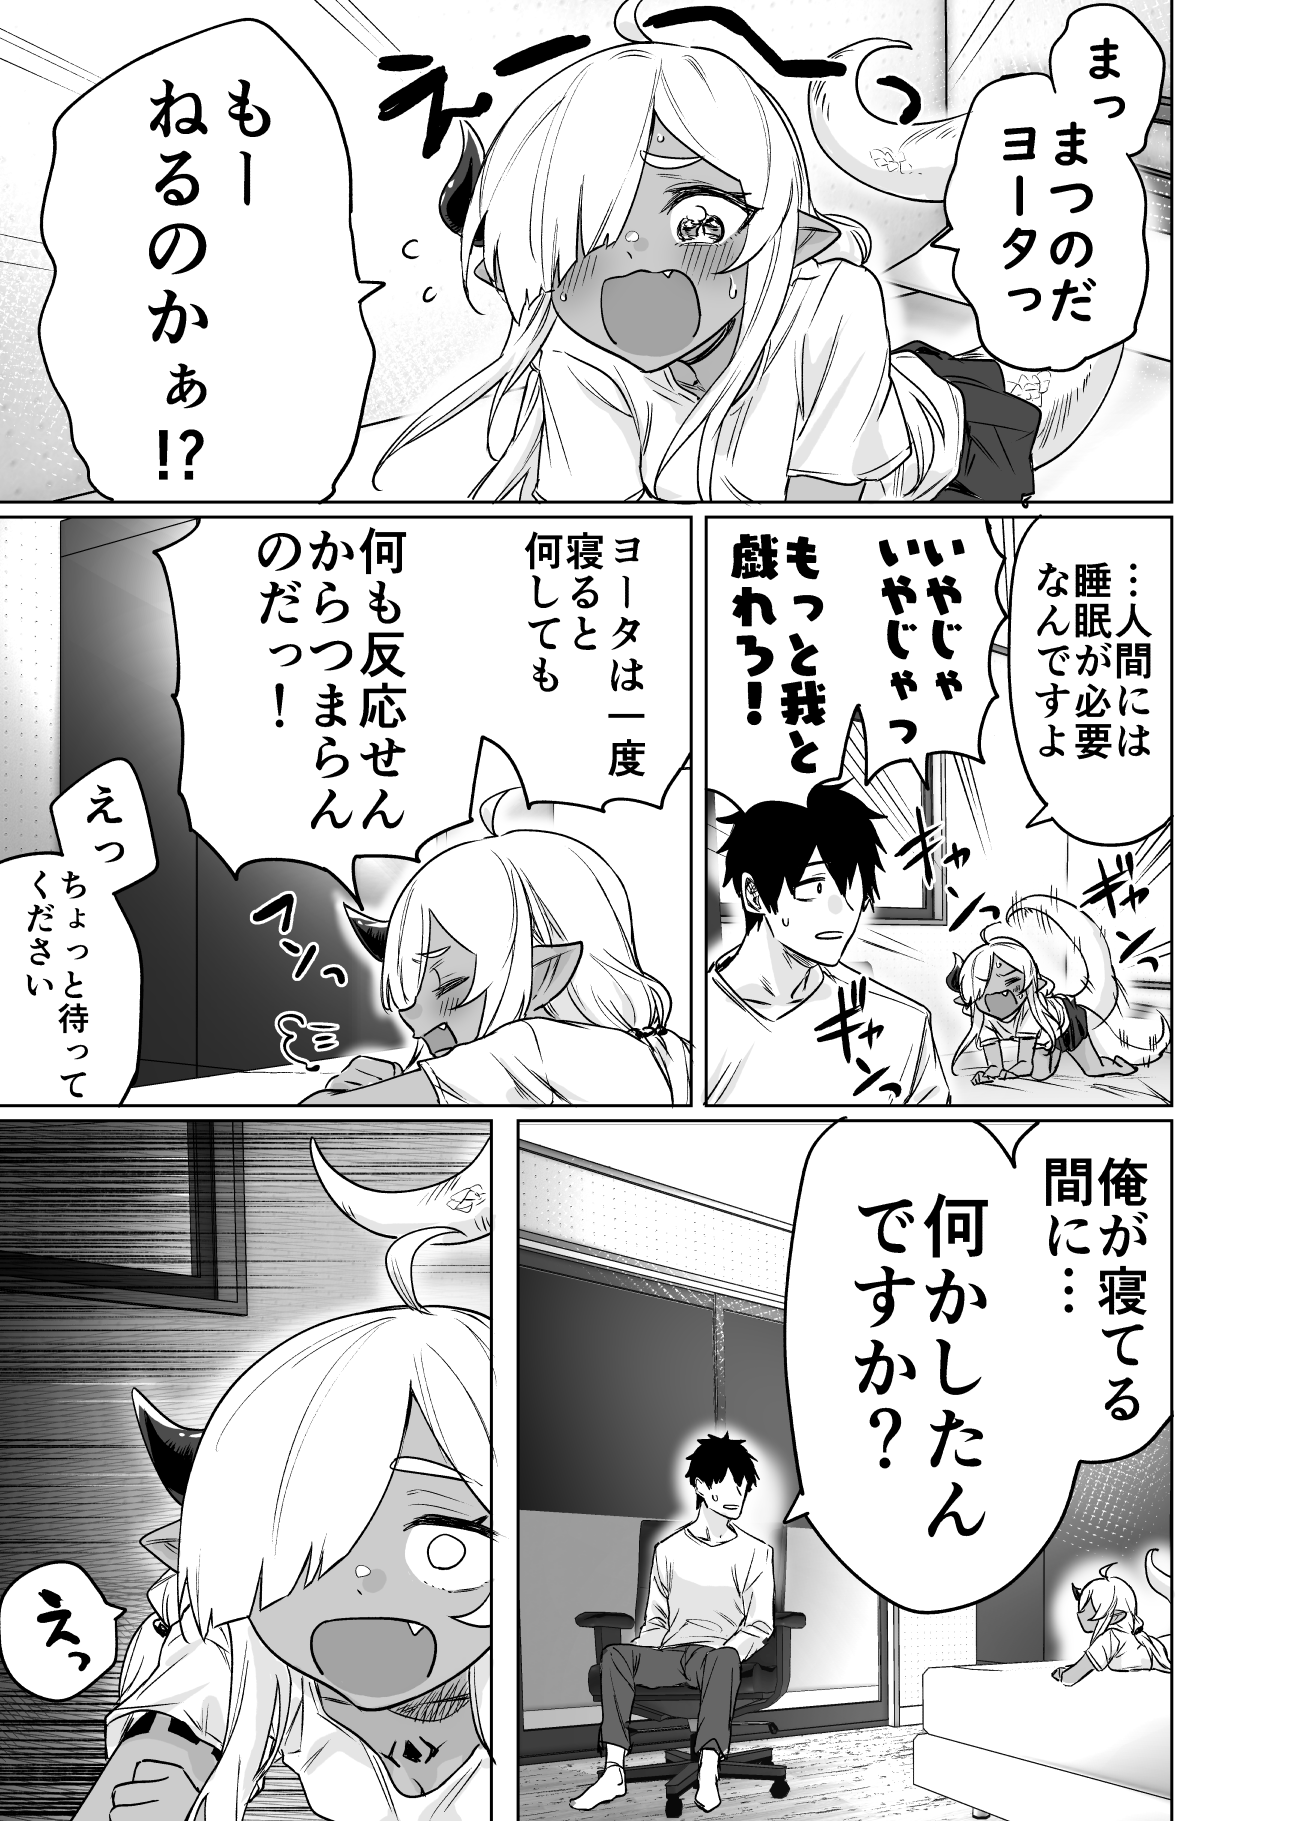 まっ
まつのだ
ヨータっ
えーーっ
もー
ねるのかぁ!?
…人間には
睡眠が必要
なんですよ
いやじゃ
いやじゃっ
もっと我と
戯れろ!
ギャン
ギャンっ
ギャンっ
ヨータは一度
寝ると
何しても
何も反応せん
からつまらん
のだっ!
フンっ
えっ
ちょっと待って
ください
俺が寝てる
間に…
何かしたん
ですか?
えっ